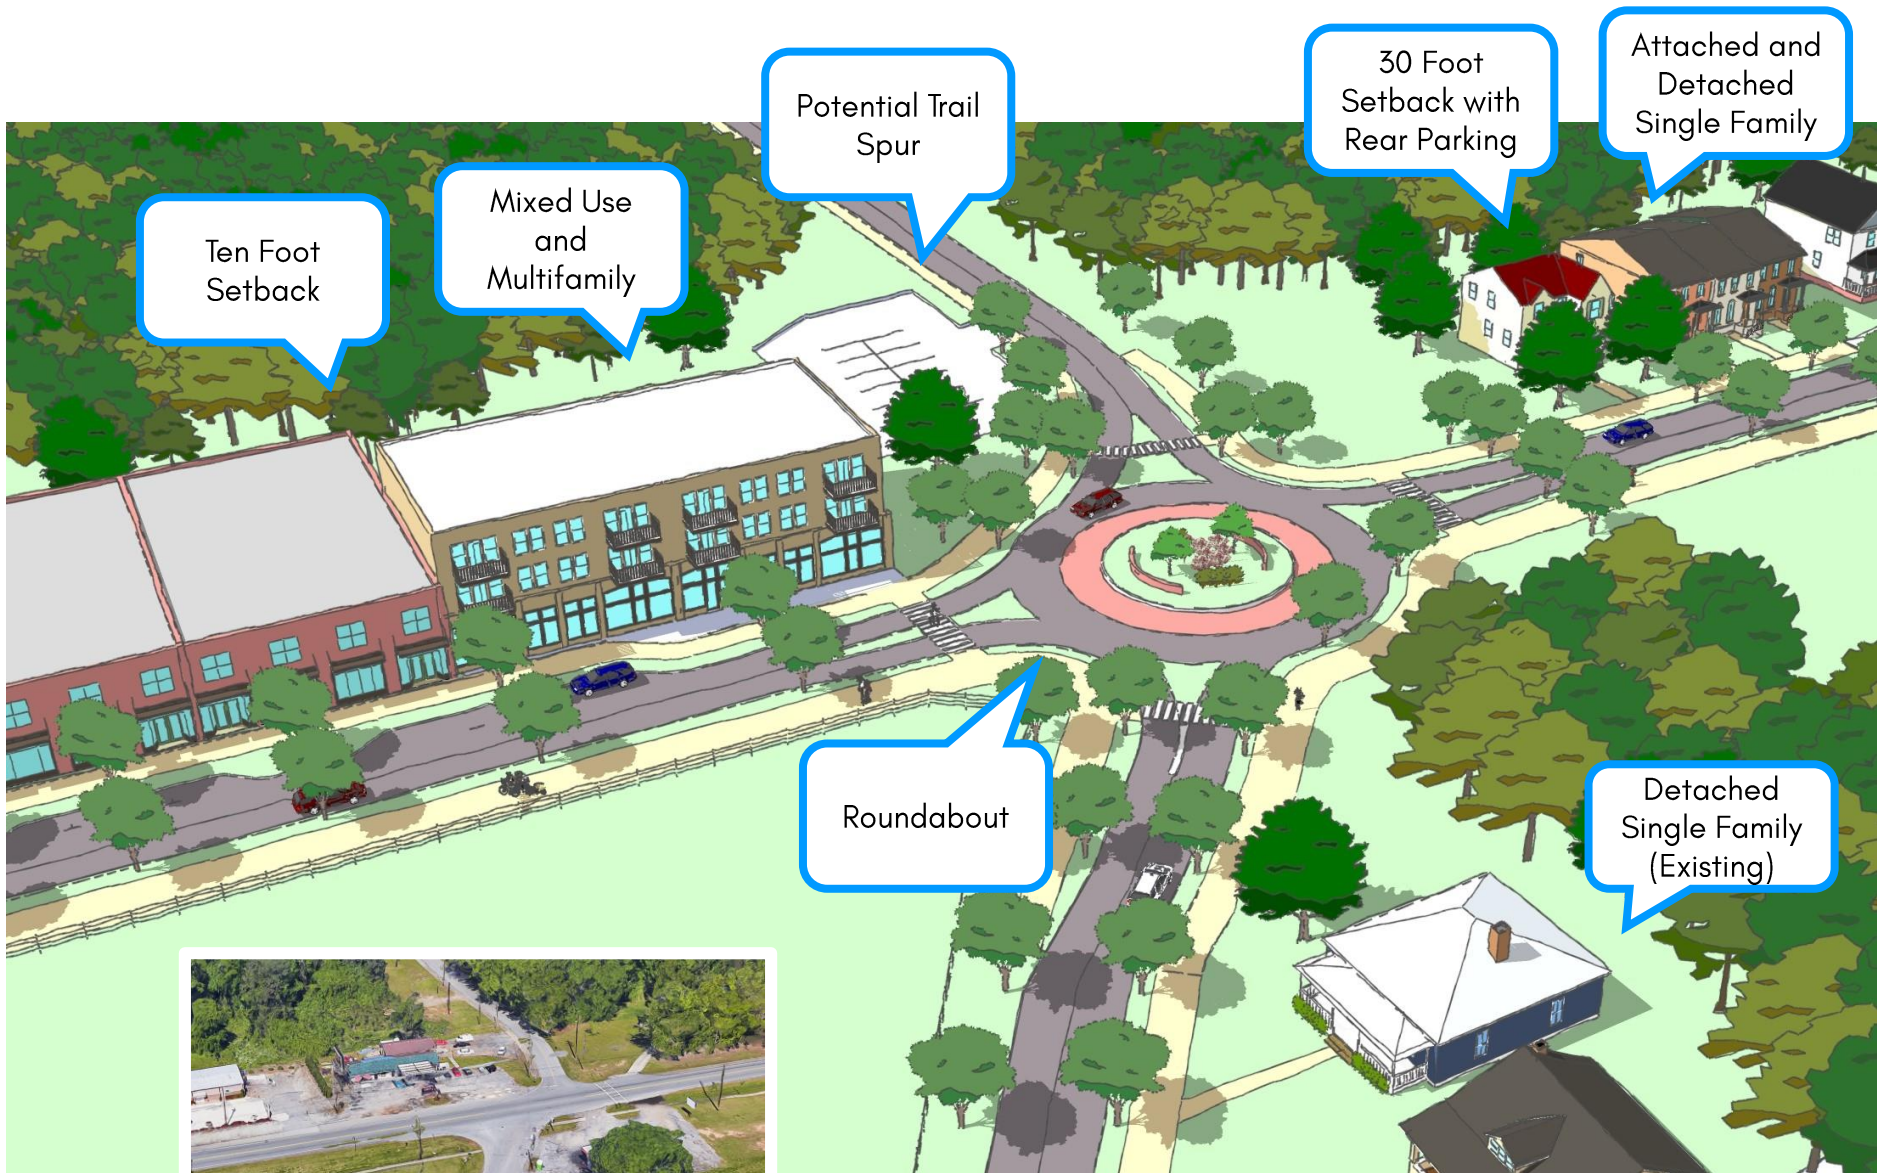 Attached and
Detached
Single Family
30 Foot
Setback with
Rear Parking
Potential Trail
Spur
Mixed Use
and
Multifamily
Ten Foot
Setback
Roundabout
Detached
Single Family
(Existing)